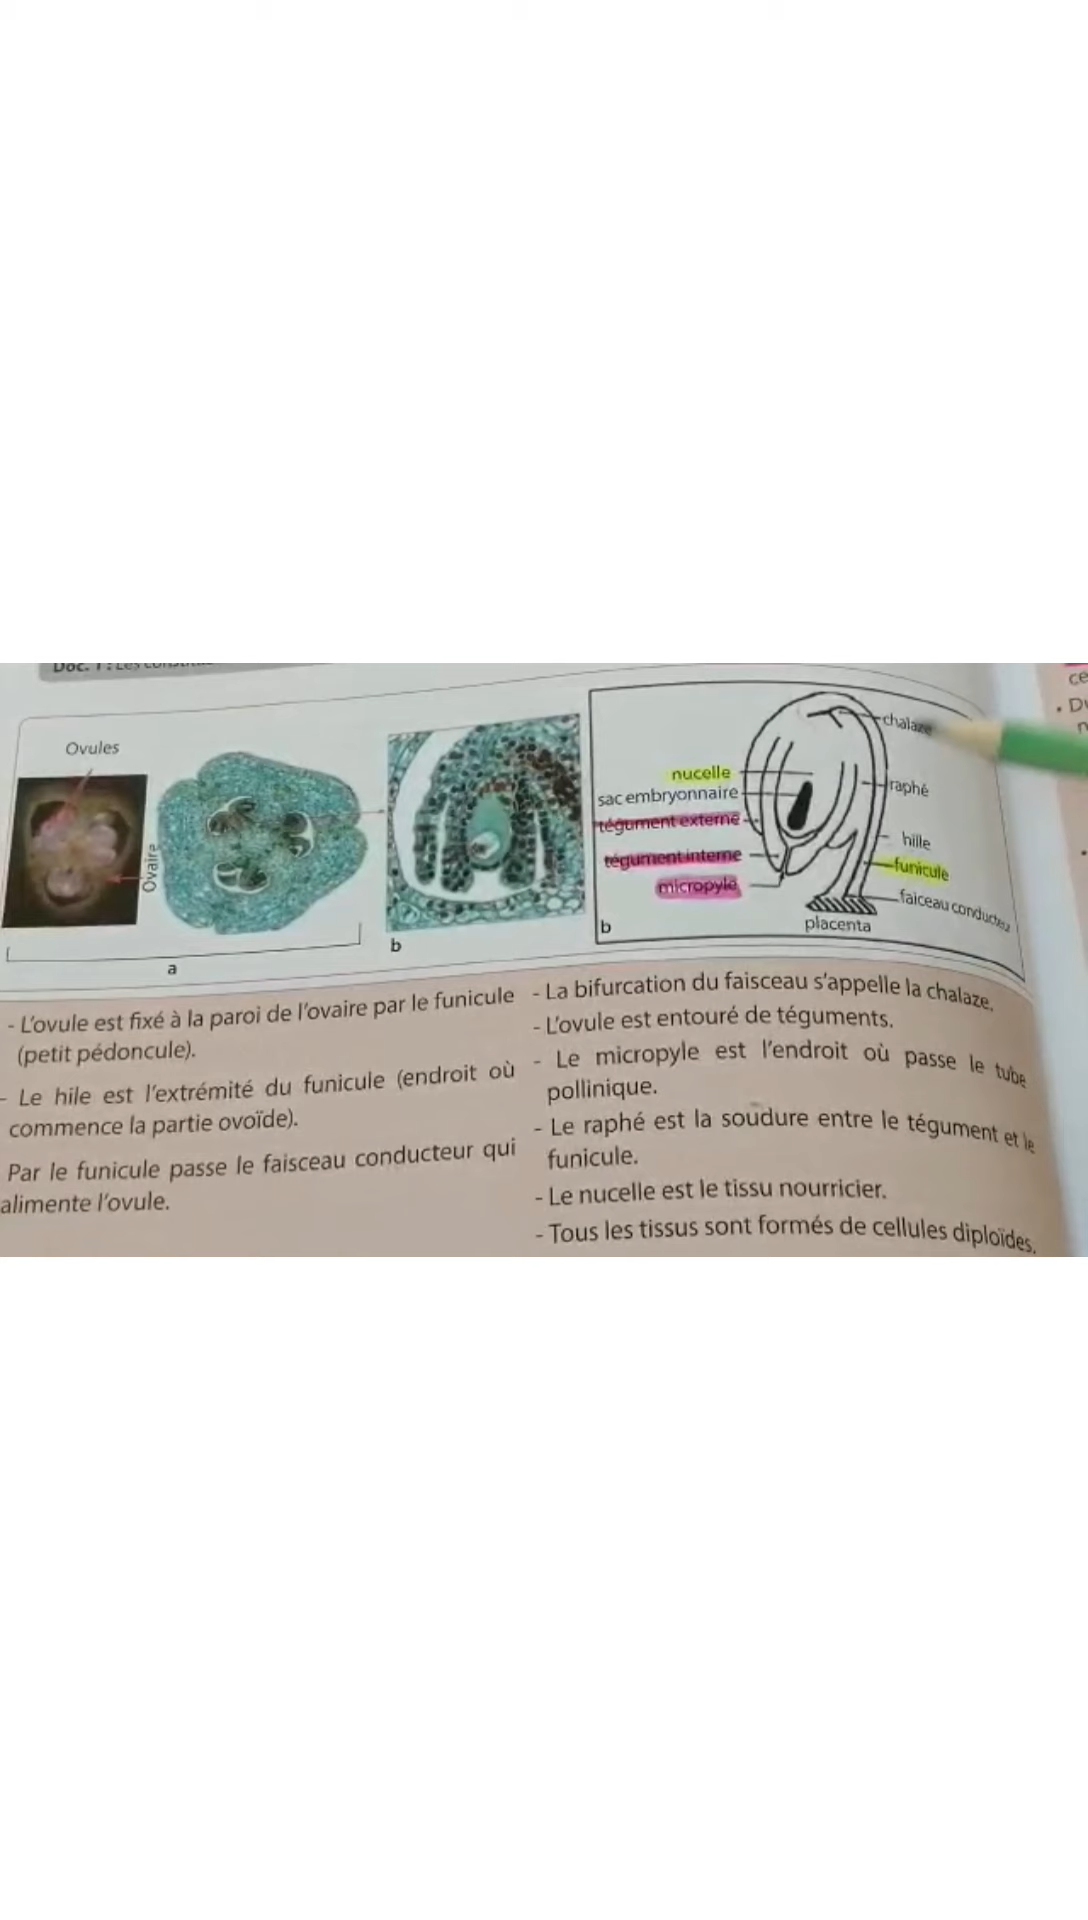 Doc. 1 : Les
Ovules
Ovaire
a
b
nucelle
sac embryonnaire
tégument externe
tégument interne
micropyle
b
chalaze
raphé
hille
funicule
faiceau conducteur
placenta
- L'ovule est fixé à la paroi de l'ovaire par le funicule
(petit pédoncule).
- Le hile est l'extrémité du funicule (endroit où
commence la partie ovoïde).
Par le funicule passe le faisceau conducteur qui
alimente l'ovule.
- La bifurcation du faisceau s'appelle la chalaze.
- L'ovule est entouré de téguments.
- Le micropyle est l'endroit où passe le tube
pollinique.
- Le raphé est la soudure entre le tégument et le
funicule.
- Le nucelle est le tissu nourricier.
- Tous les tissus sont formés de cellules diploïdes.
ce